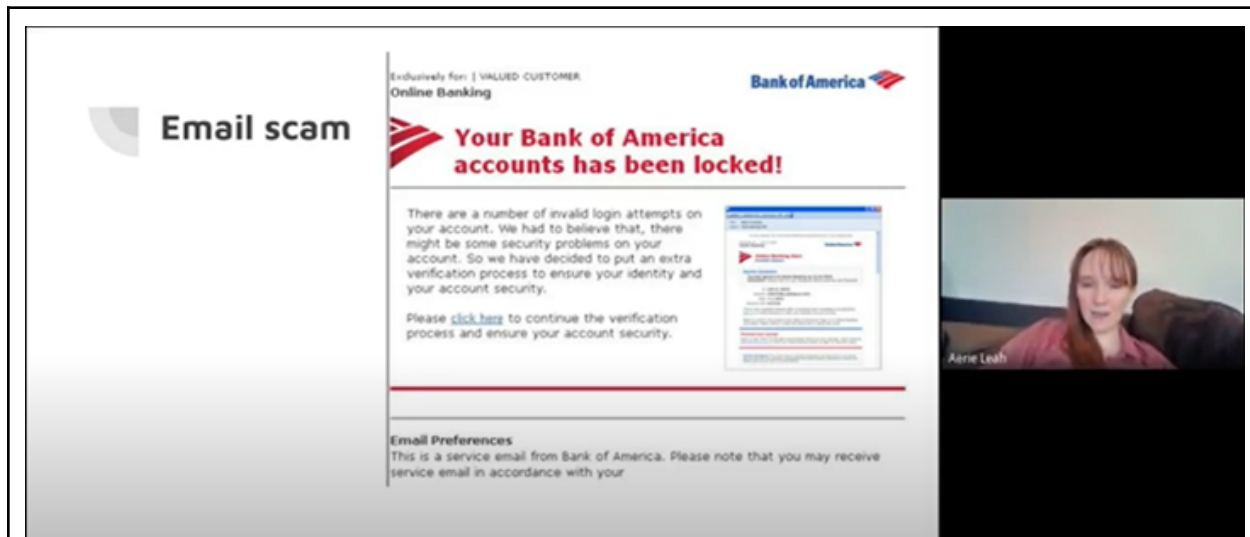 Email scam
Exclusively for: | VALUED CUSTOMER
Online Banking
Bank of America
Your Bank of America
accounts has been locked!
There are a number of invalid login attempts on
your account. We had to believe that, there
might be some security problems on your
account. So we have decided to put an extra
verification process to ensure your identity and
your account security.
Please click here to continue the verification
process and ensure your account security.
Email Preferences
This is a service email from Bank of America. Please note that you may receive
service email in accordance with your
Aerie Leah